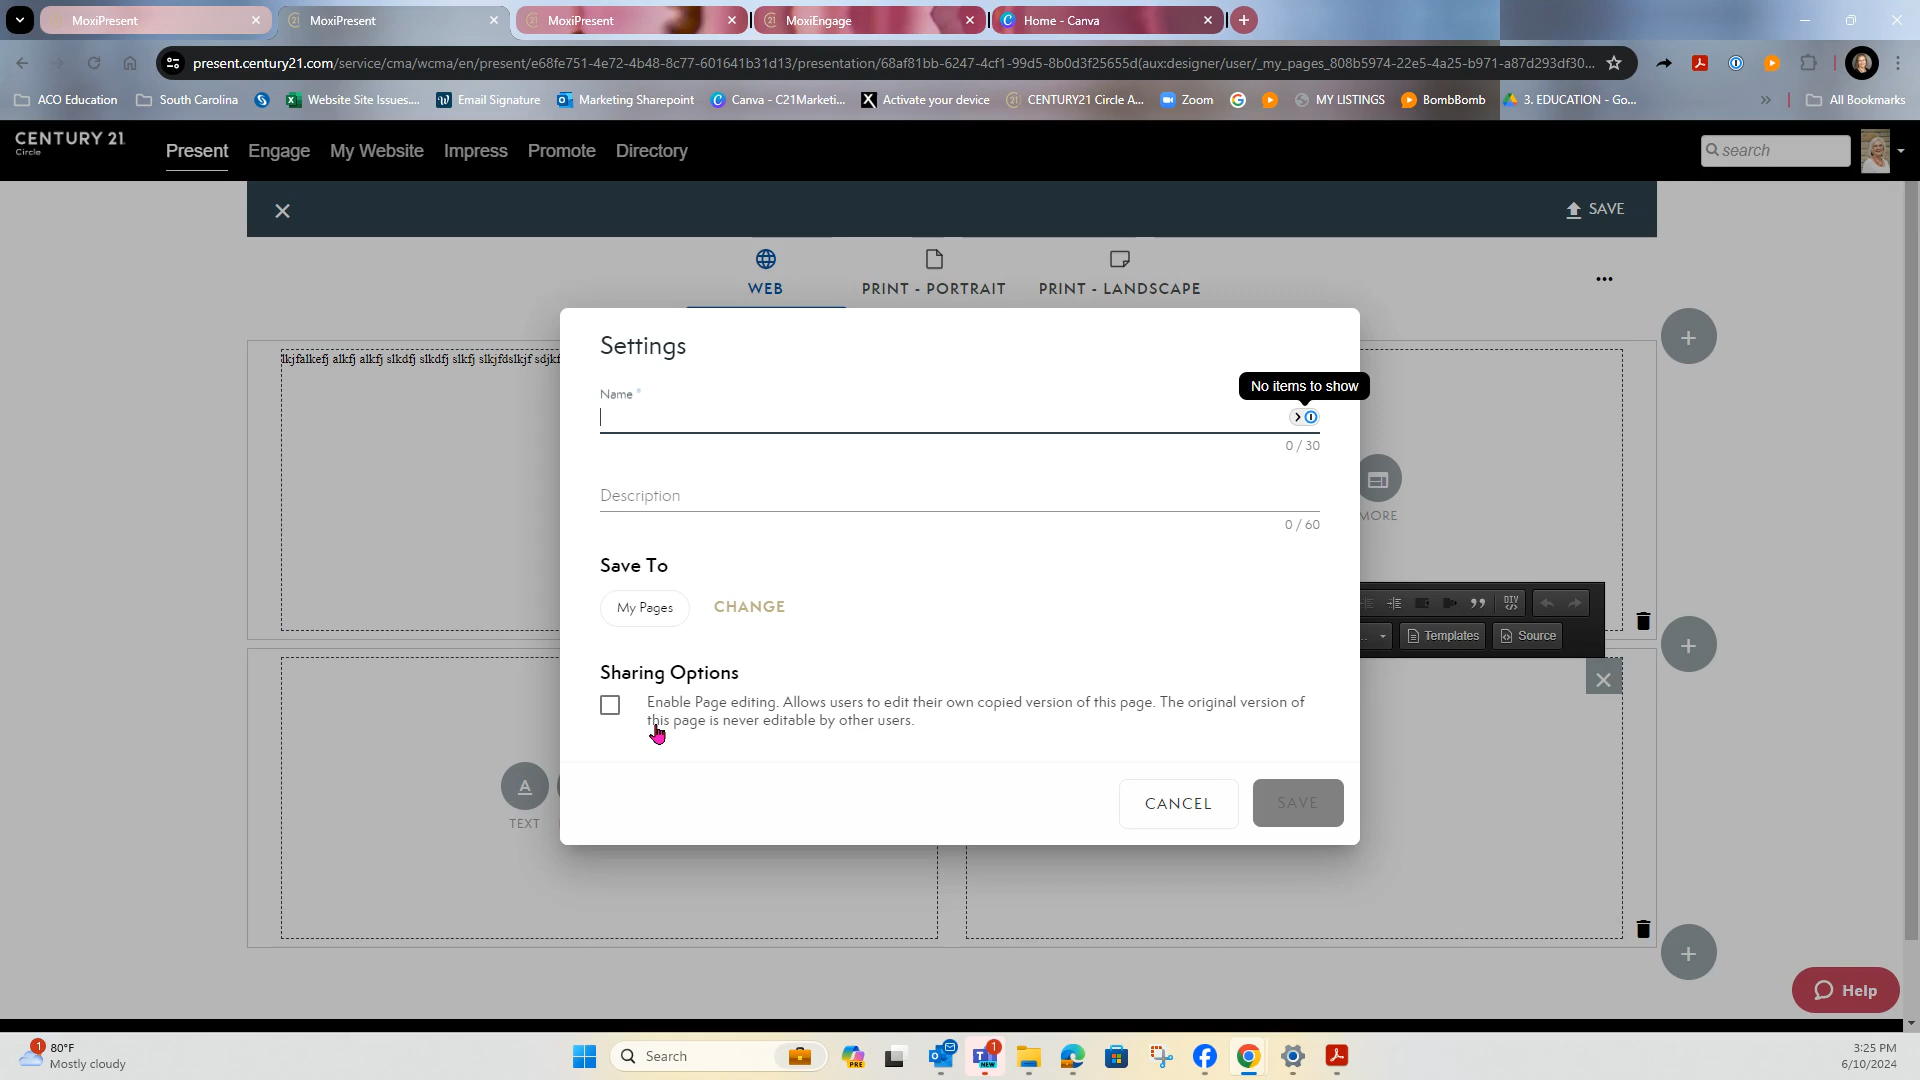 MoxiPresent
MoxiPresent
MoxiPresent
MoxiEngage
Home - Canva
present.century21.com/service/cma/wcma/en/present/e68fe751-4e72-4b48-8c77-601641b31d13/presentation/68af81bb-6247-4cf1-99d5-8b0d3f25655d(aux:designer/user/_my_pages_808b5974-22e5-4a25-b971-a87d293df30...
ACO Education
South Carolina
Website Site Issues....
Email Signature
Marketing Sharepoint
Canva - C21Marketi...
Activate your device
CENTURY21 Circle A...
Zoom
MY LISTINGS
BombBomb
3. EDUCATION - Go...
All Bookmarks
CENTURY 21.
Circle
Present
Engage
My Website
Impress
Promote
Directory
search
SAVE
WEB
PRINT - PORTRAIT
PRINT - LANDSCAPE
lkjfalkefj alkfj alkfj slkdfj slkdfj slkfj slkjfdslkjf sdjkf
Settings
Name *
No items to show
0 / 30
Description
0 / 60
MORE
Save To
My Pages
CHANGE
DIV
Templates
Source
Sharing Options
Enable Page editing. Allows users to edit their own copied version of this page. The original version of
this page is never editable by other users.
CANCEL
SAVE
A
TEXT
Help
1
80°F
Mostly cloudy
Search
PRE
1
NEW
3:25 PM
6/10/2024